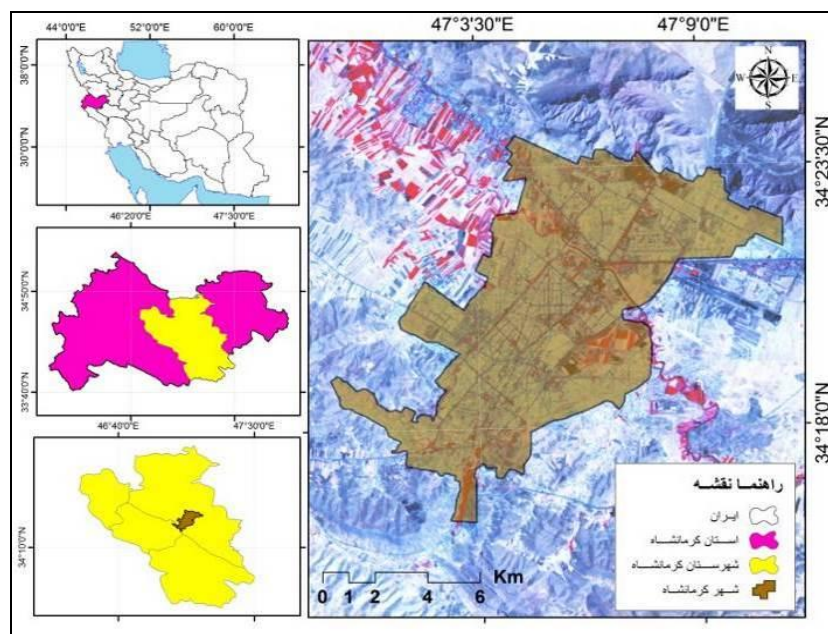 44°0'0"E 52°0'0"E 60°0'0"E
38°0'0"N
30°0'0"N
46°20'0"E 47°30'0"E
34°50'0"N
33°40'0"N
46°40'0"E 47°30'0"E
34°10'0"N
47°3'30"E 47°9'0"E
34°23'30"N
34°18'0"N
N
W E
S
راهنما نقشه
ایران
استان کرمانشاه
شهرستان کرمانشاه
شهر کرمانشاه
Km
0 1 2 4 6